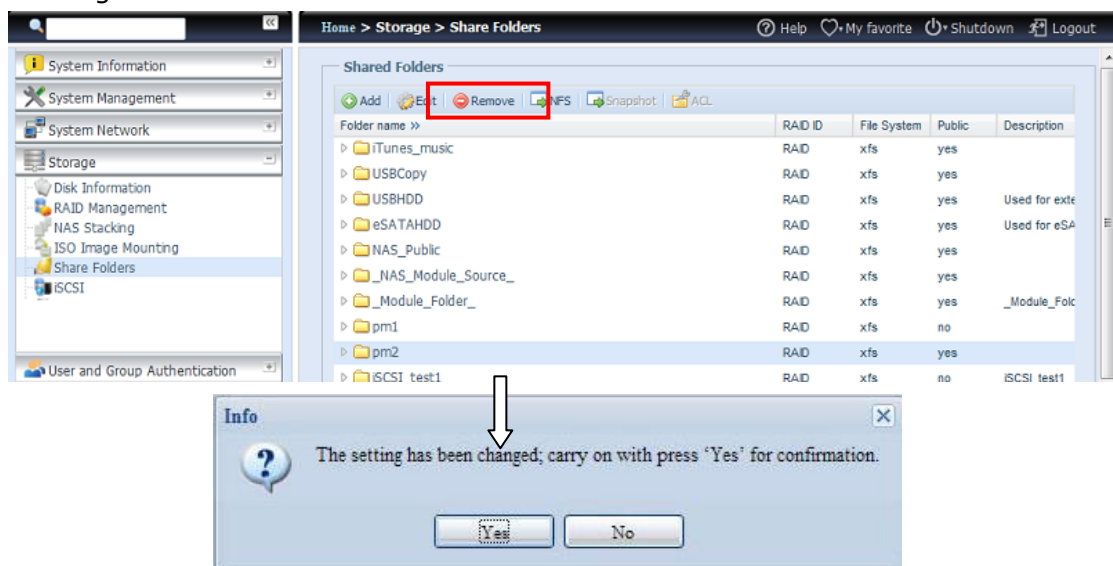 Home > Storage > Share Folders
Help My favorite Shutdown Logout
System Information
System Management
System Network
Storage
Disk Information
RAID Management
NAS Stacking
ISO Image Mounting
Share Folders
iSCSI
User and Group Authentication
Shared Folders
Add Edit Remove NFS Snapshot ACL
Folder name » RAID ID File System Public Description
iTunes_music RAID xfs yes
USBCopy RAID xfs yes
USBHDD RAID xfs yes Used for exte
eSATAHDD RAID xfs yes Used for eSA
NAS_Public RAID xfs yes
_NAS_Module_Source_ RAID xfs yes
_Module_Folder_ RAID xfs yes _Module_Fold
pm1 RAID xfs no
pm2 RAID xfs yes
iSCSI_test1 RAID xfs no iSCSI_test1
Info
The setting has been changed; carry on with press ‘Yes’ for confirmation.
Yes No